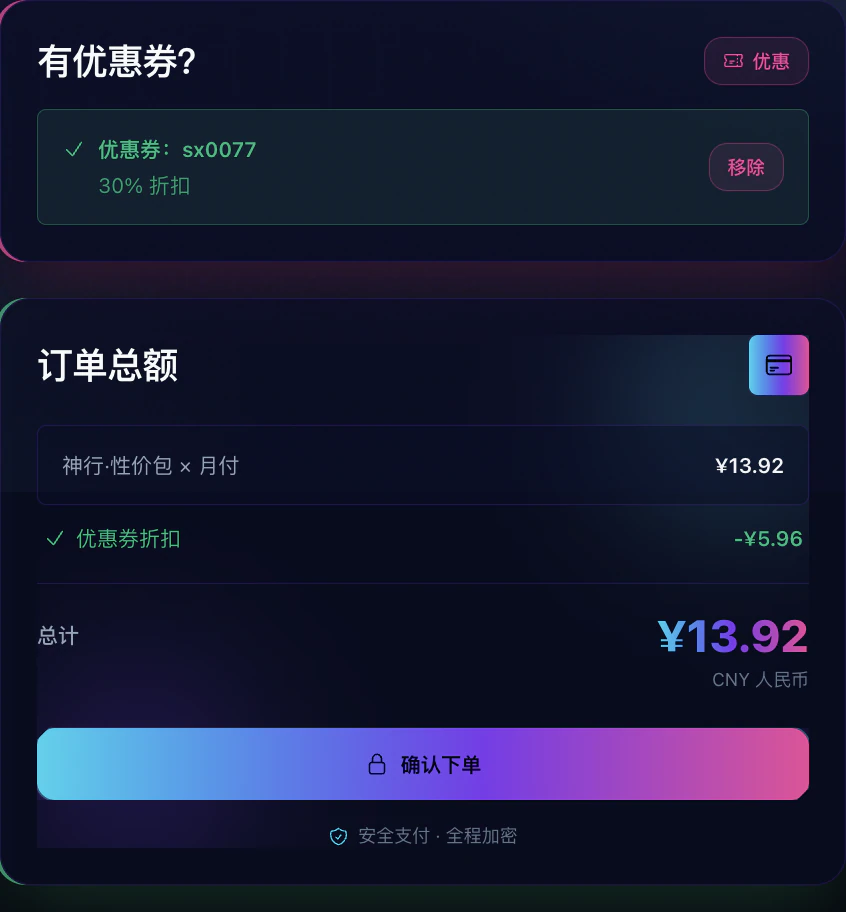 有优惠券?
优惠
优惠券：sx0077
30% 折扣
移除
订单总额
神行·性价包 × 月付
¥13.92
优惠券折扣
-¥5.96
总计
¥13.92
CNY 人民币
确认下单
安全支付 · 全程加密